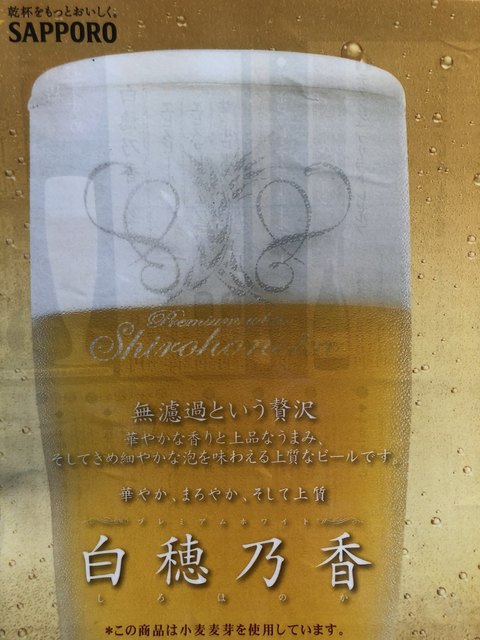 乾杯をもっとおいしく。
SAPPORO
Premium white
Shirohonoka
無濾過という贅沢
華やかな香りと上品なうまみ、
そしてきめ細やかな泡を味わえる上質なビールです。
華やか、まろやか、そして上質
プレミアムホワイト
白穂乃香
しろほのか
*この商品は小麦麦芽を使用しています。